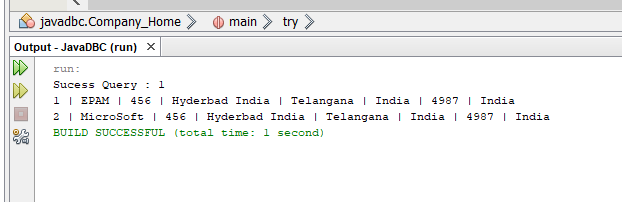 javadbc.Company_Home main try
Output - JavaDBC (run) ×
run:
Sucess Query : 1
1 | EPAM | 456 | Hyderbad India | Telangana | India | 4987 | India
2 | MicroSoft | 456 | Hyderbad India | Telangana | India | 4987 | India
BUILD SUCCESSFUL (total time: 1 second)